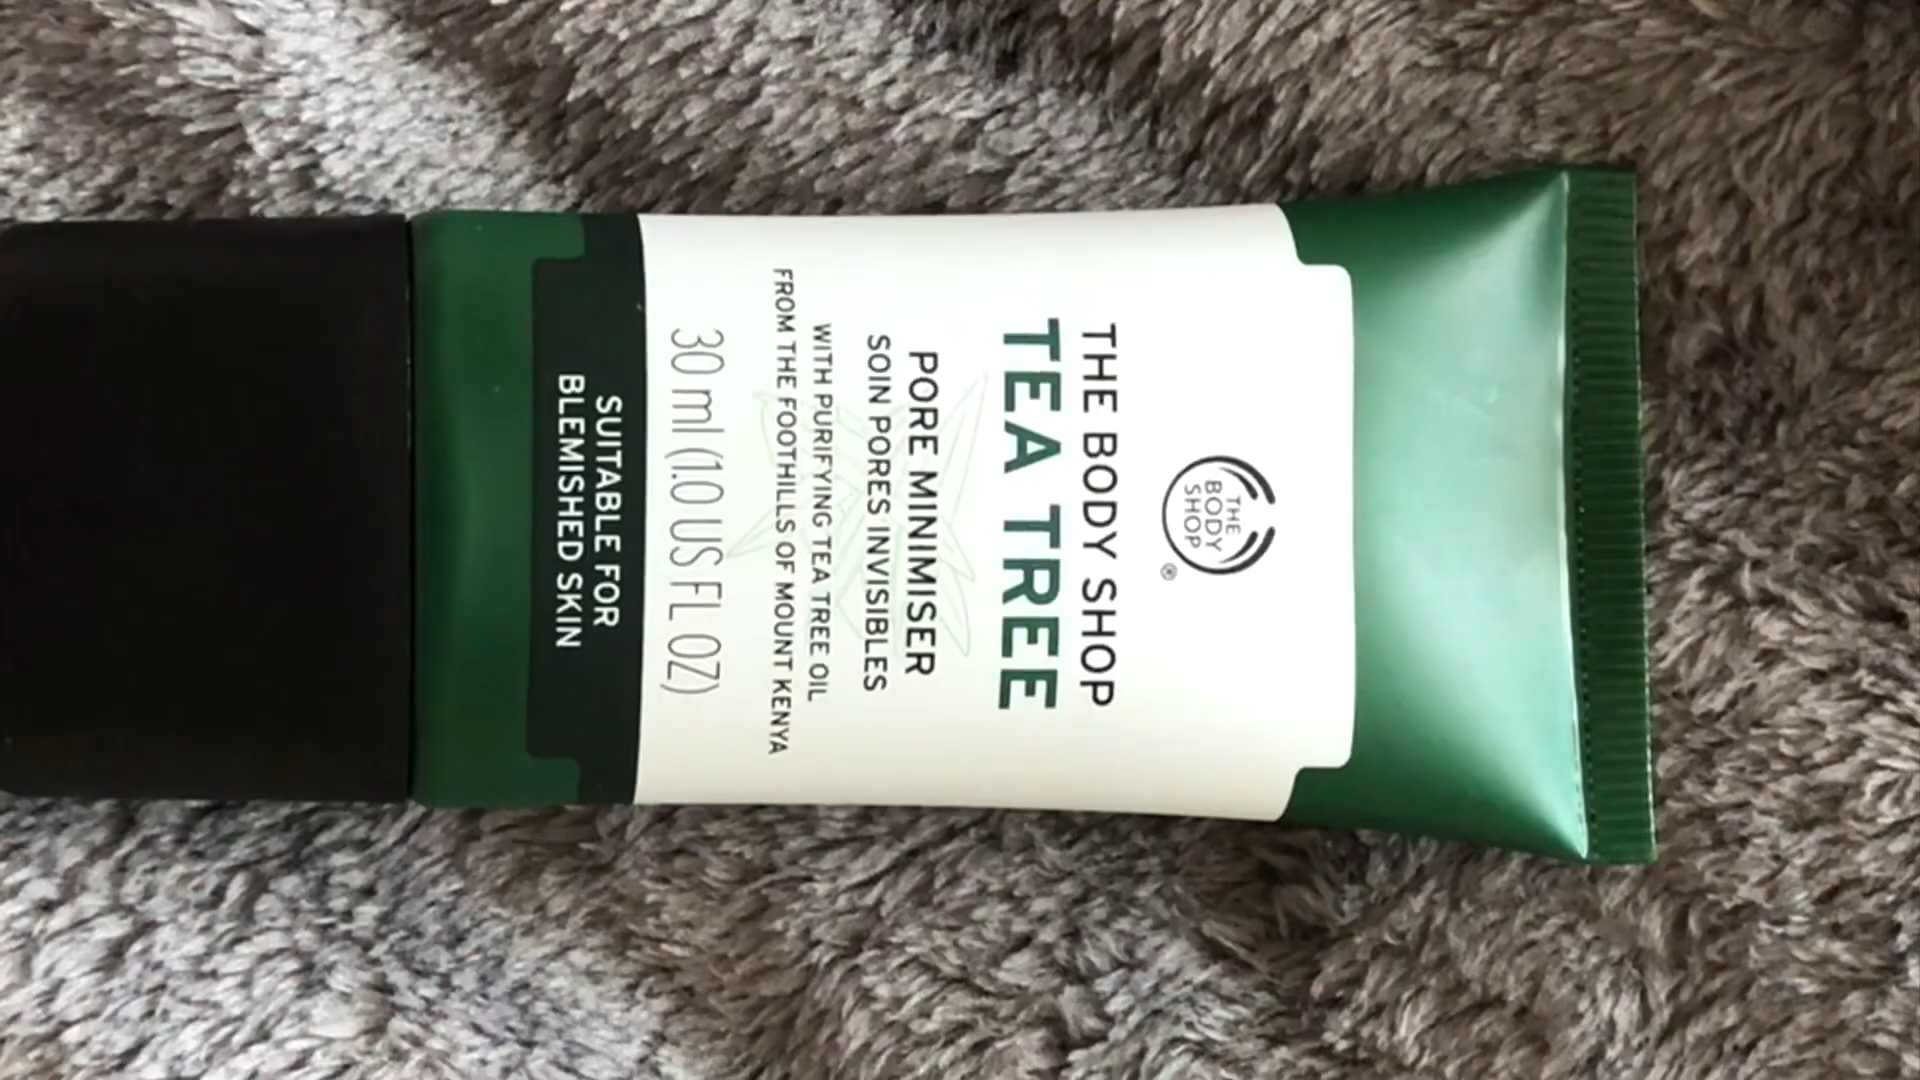 THE
BODY
SHOP
®
THE BODY SHOP
TEA TREE
PORE MINIMISER
SOIN PORES INVISIBLES
WITH PURIFYING TEA TREE OIL
FROM THE FOOTHILLS OF MOUNT KENYA
30 ml (1.0 US FL OZ)
SUITABLE FOR
BLEMISHED SKIN